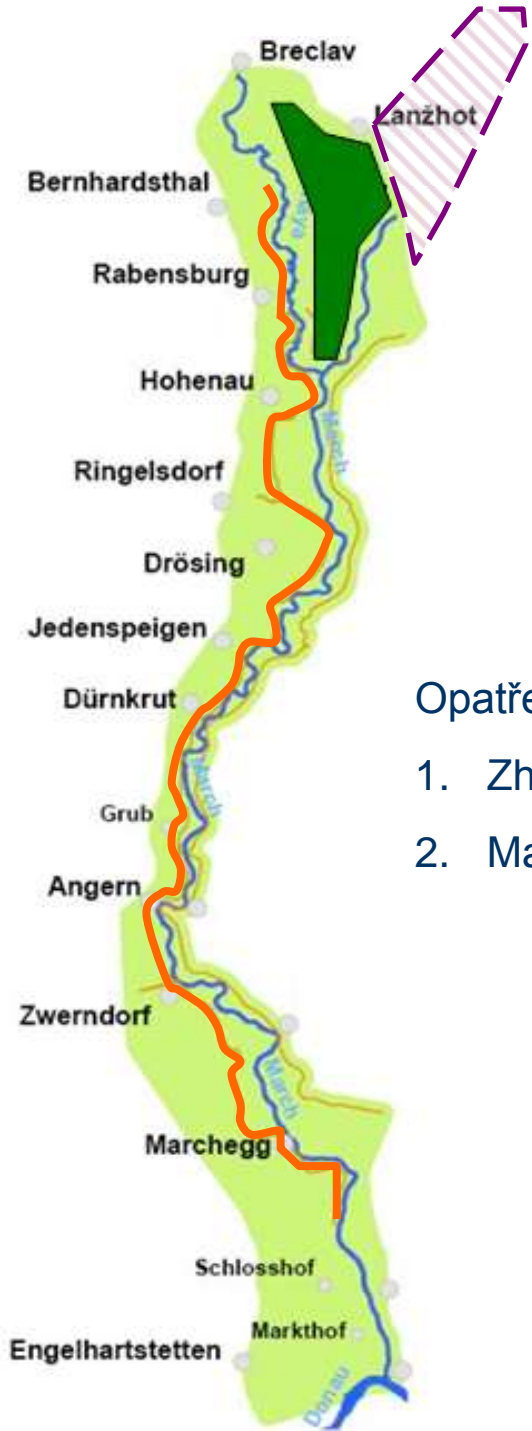 Breclav
Lanžhot
Bernhardsthal
Rabensburg
Hohenau
March
Ringelsdorf
Drösing
Jedenspeigen
Dürnkrut
March
Grub
Angern
Zwerndorf
March
Marchegg
Schlosshof
Markthof
Engelhartstetten
Donau
Opatře
1. Zh
2. Ma